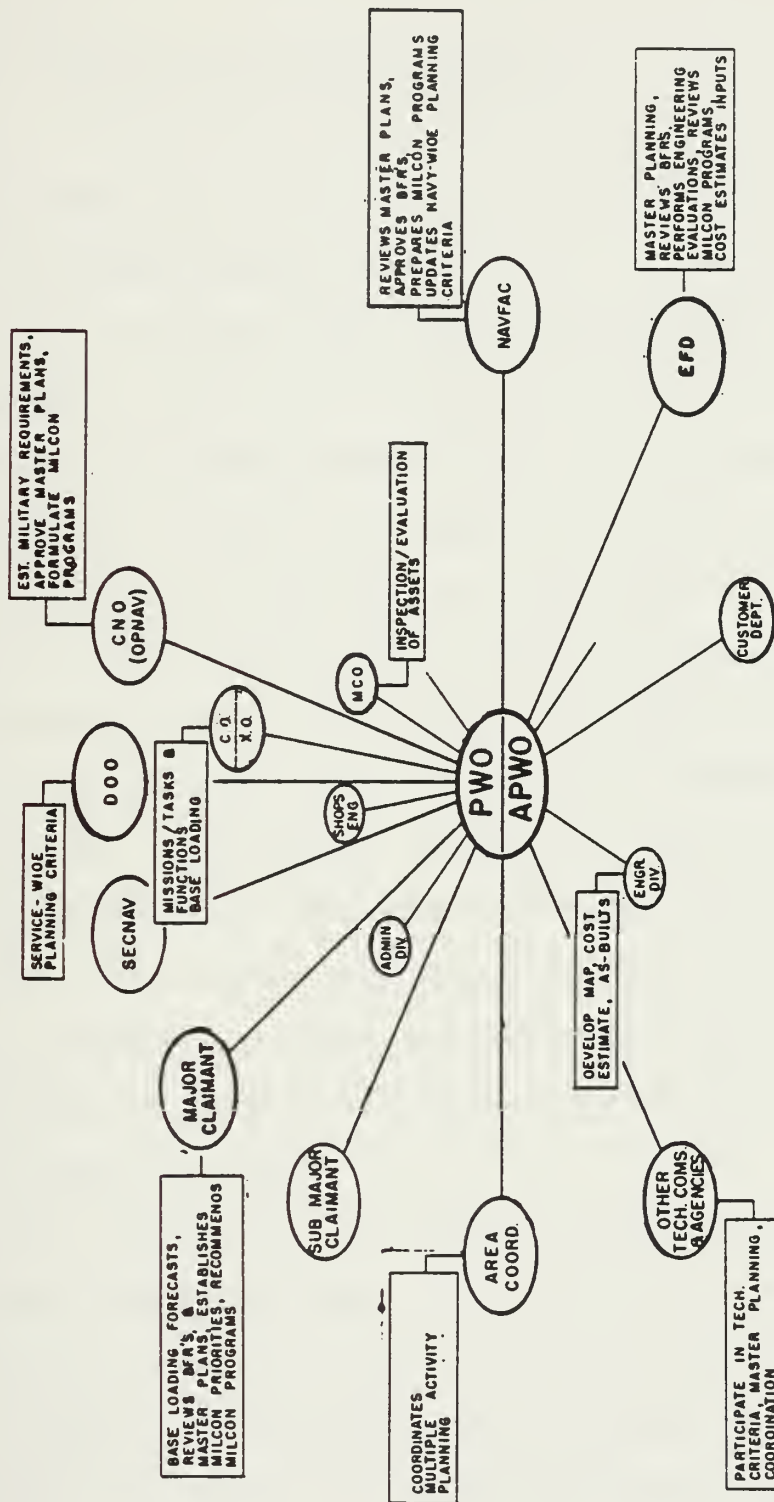 SERVICE-WIDE
PLANNING CRITERIA
DOO
SECNAV
EST. MILITARY REQUIREMENTS,
APPROVE MASTER PLANS,
FORMULATE MILCON
PROGRAMS
CNO
(OPNAV)
MISSIONS/TASKS &
FUNCTIONS
BASE LOADING
C.O.
X.O.
BASE LOADING FORECASTS,
REVIEWS BFR'S, &
MASTER PLANS, ESTABLISHES
MILCON PRIORITIES, RECOMMENOS
MILCON PROGRAMS
MAJOR
CLAIMANT
SHOPS
ENG
MCO
INSPECTION/EVALUATION
OF ASSETS
REVIEWS MASTER PLANS,
APPROVES BFR'S,
PREPARES MILCON PROGRAMS
UPDATES NAVY-WIDE PLANNING
CRITERIA
NAVFAC
ADMIN
DIV.
SUB MAJOR
CLAIMANT
COORDINATES
MULTIPLE ACTIVITY
PLANNING
AREA
COORD.
PWO
APWO
MASTER PLANNING,
REVIEWS BFRS,
PERFORMS ENGINEERING
EVALUATIONS, REVIEWS
MILCON PROGRAMS,
COST ESTIMATES INPUTS
EFD
OEVELOP MAP, COST
ESTIMATE, AS-BUILTS
ENGR.
DIV.
CUSTOMER
DEPT.
OTHER
TECH. COMS.
& AGENCIES
PARTICIPATE IN TECH.
CRITERIA, MASTER PLANNING,
COORDINATION